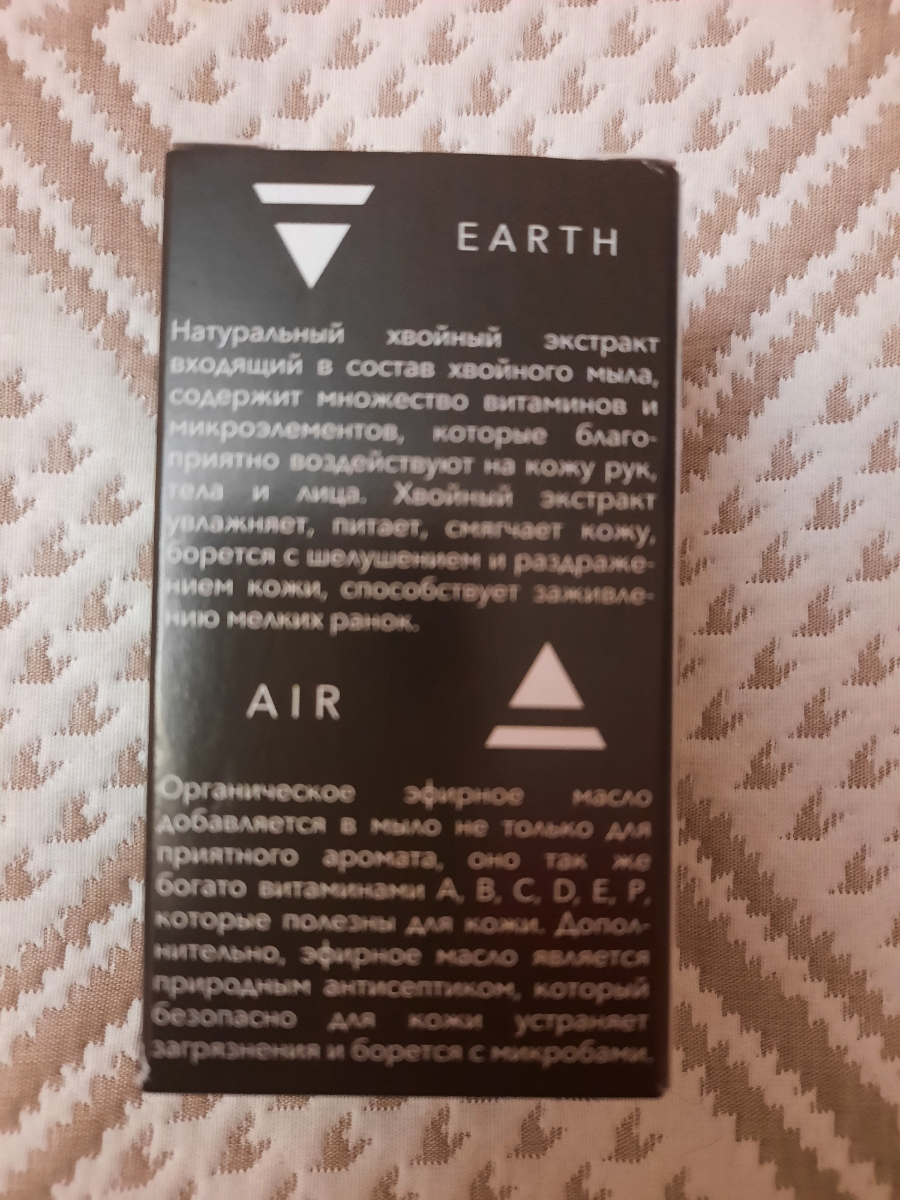 EARTH
Натуральный хвойный экстракт
входящий в состав хвойного мыла,
содержит множество витаминов и
микроэлементов, которые благо-
приятно воздействуют на кожу рук,
тела и лица. Хвойный экстракт
увлажняет, питает, смягчает кожу,
борется с шелушением и раздраже-
нием кожи, способствует заживле-
нию мелких ранок.
AIR
Органическое эфирное масло
добавляется в мыло не только для
приятного аромата, оно так же
богато витаминами A, B, C, D, E, P,
которые полезны для кожи. Допол-
нительно, эфирное масло является
природным антисептиком, который
безопасно для кожи устраняет
загрязнения и борется с микробами.